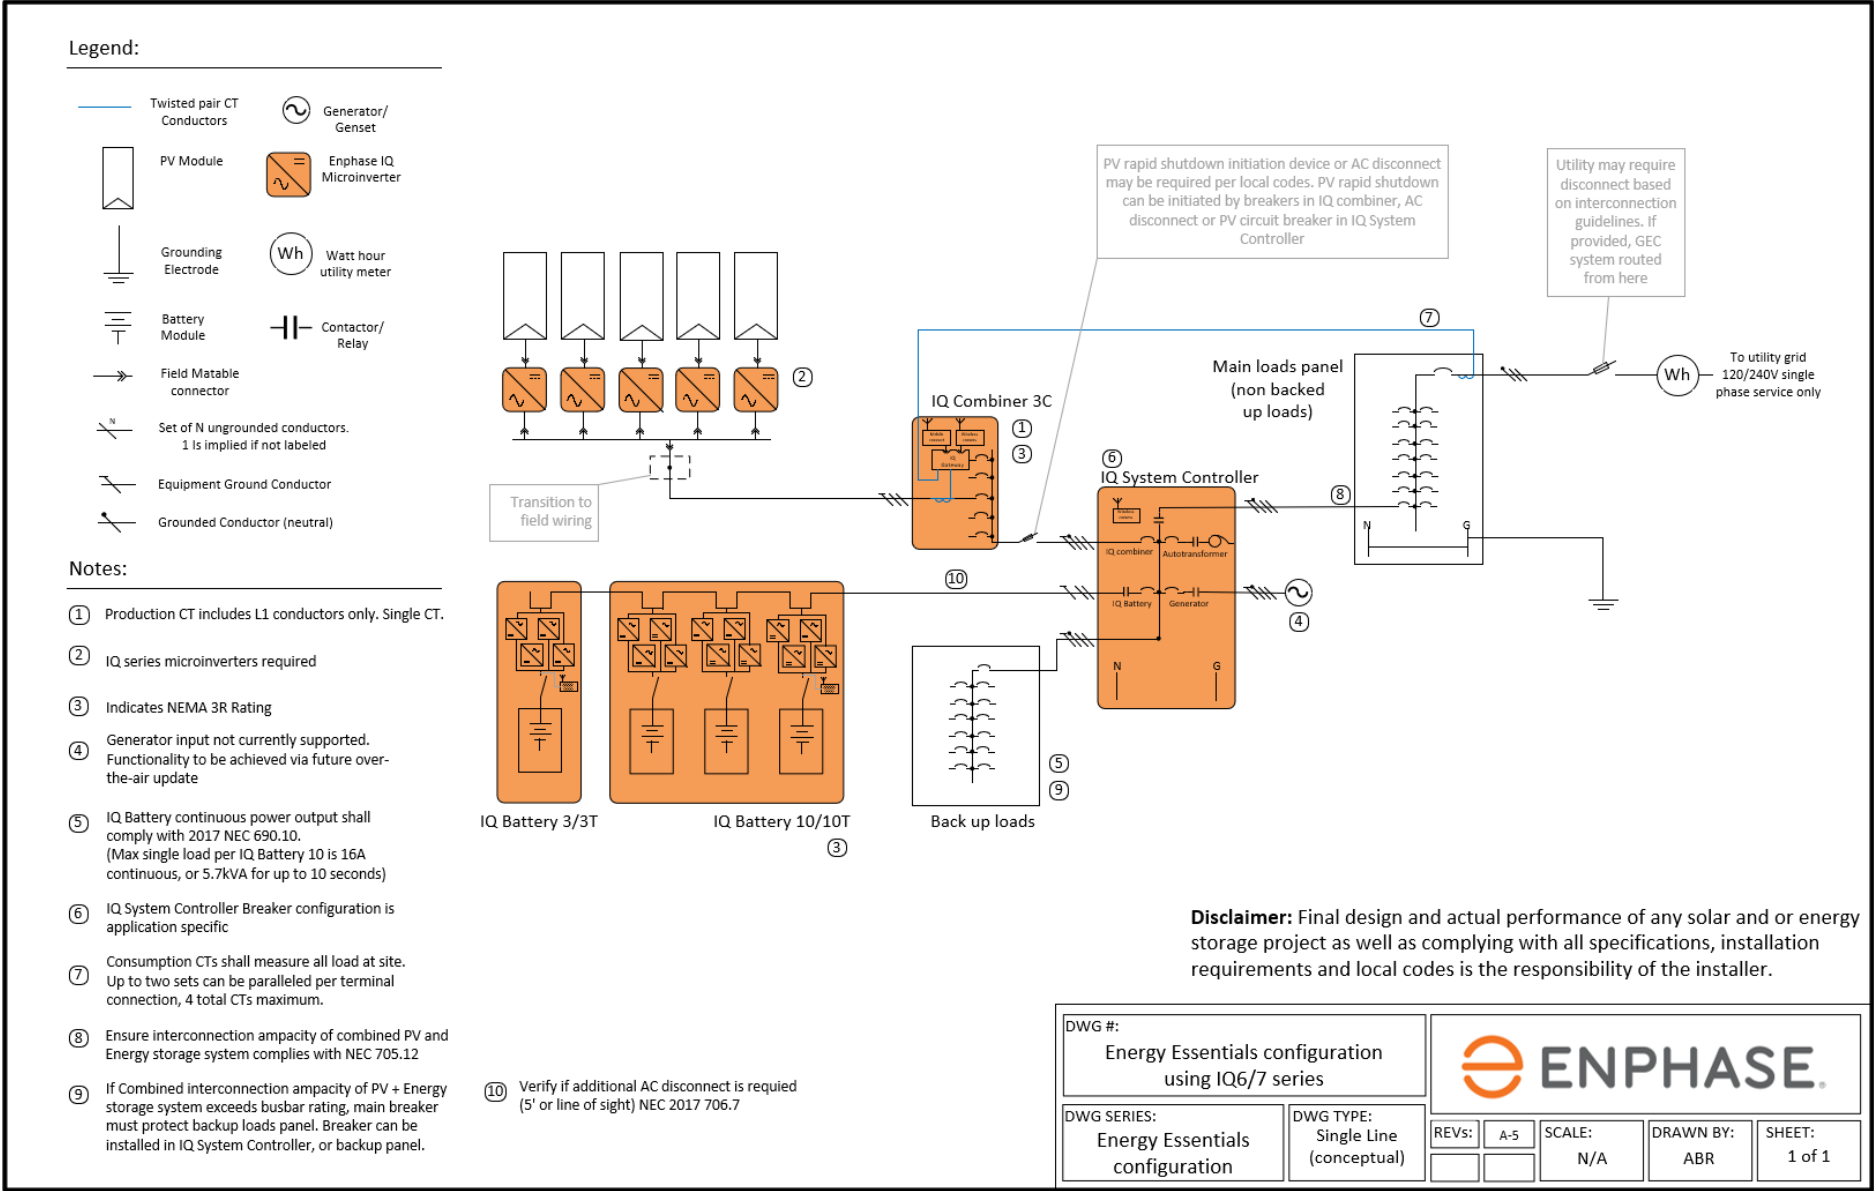 Legend:
Twisted pair CT
Conductors
Generator/
Genset
PV Module
Enphase IQ
Microinverter
Grounding
Electrode
Wh
Watt hour
utility meter
Battery
Module
Contactor/
Relay
Field Matable
connector
N
Set of N ungrounded conductors.
1 Is implied if not labeled
Equipment Ground Conductor
Grounded Conductor (neutral)
Notes:
1 Production CT includes L1 conductors only. Single CT.
2 IQ series microinverters required
3 Indicates NEMA 3R Rating
4 Generator input not currently supported.
Functionality to be achieved via future over-
the-air update
5 IQ Battery continuous power output shall
comply with 2017 NEC 690.10.
(Max single load per IQ Battery 10 is 16A
continuous, or 5.7kVA for up to 10 seconds)
6 IQ System Controller Breaker configuration is
application specific
7 Consumption CTs shall measure all load at site.
Up to two sets can be paralleled per terminal
connection, 4 total CTs maximum.
8 Ensure interconnection ampacity of combined PV and
Energy storage system complies with NEC 705.12
9 If Combined interconnection ampacity of PV + Energy
storage system exceeds busbar rating, main breaker
must protect backup loads panel. Breaker can be
installed in IQ System Controller, or backup panel.
10 Verify if additional AC disconnect is requied
(5' or line of sight) NEC 2017 706.7
PV rapid shutdown initiation device or AC disconnect
may be required per local codes. PV rapid shutdown
can be initiated by breakers in IQ combiner, AC
disconnect or PV circuit breaker in IQ System
Controller
Utility may require
disconnect based
on interconnection
guidelines. If
provided, GEC
system routed
from here
2
7
Main loads panel
(non backed
up loads)
Wh
To utility grid
120/240V single
phase service only
IQ Combiner 3C
1
3
IQ
Gateway
Transition to
field wiring
6
IQ System Controller
8
N
G
IQ combiner
Autotransformer
10
IQ Battery
Generator
4
N
G
5
9
IQ Battery 3/3T
IQ Battery 10/10T
3
Back up loads
Disclaimer: Final design and actual performance of any solar and or energy
storage project as well as complying with all specifications, installation
requirements and local codes is the responsibility of the installer.
DWG #:
Energy Essentials configuration
using IQ6/7 series
ENPHASE.
DWG SERIES:
Energy Essentials
configuration
DWG TYPE:
Single Line
(conceptual)
REVs:
A-5
SCALE:
N/A
DRAWN BY:
ABR
SHEET:
1 of 1